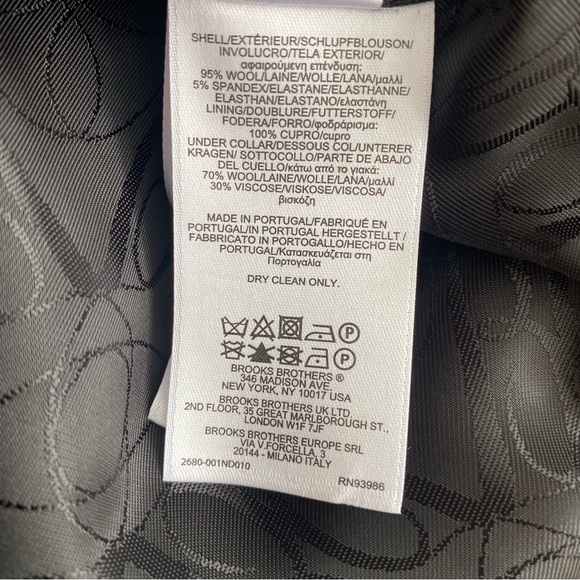 SHELL/EXTÉRIEUR/SCHLUPFBLOUSON/
INVOLUCRO/TELA EXTERIOR/
αφαιρούμενη επένδυση:
95% WOOL/LAINE/WOLLE/LANA/μαλλί
5% SPANDEX/ELASTANE/ELASTHANNE/
ELASTHAN/ELASTANO/ελαστάνη
LINING/DOUBLURE/FUTTERSTOFF/
FODERA/FORRO/φοδράρισμα:
100% CUPRO/cupro
UNDER COLLAR/DESSOUS COL/UNTERER
KRAGEN/ SOTTOCOLLO/PARTE DE ABAJO
DEL CUELLO/κάτω από το γιακά:
70% WOOL/LAINE/WOLLE/LANA/μαλλί
30% VISCOSE/VISKOSE/VISCOSA/
βισκόζη
MADE IN PORTUGAL/FABRIQUÉ EN
PORTUGAL/IN PORTUGAL HERGESTELLT /
FABBRICATO IN PORTOGALLO/HECHO EN
PORTUGAL/Κατασκευάζεται στη
Πορτογαλία
DRY CLEAN ONLY.
P
P
BROOKS BROTHERS ®
346 MADISON AVE.
NEW YORK, NY 10017 USA
BROOKS BROTHERS UK LTD.
2ND FLOOR, 35 GREAT MARLBOROUGH ST.
LONDON W1F 7JF
BROOKS BROTHERS EUROPE SRL
VIA V.FORCELLA, 3
20144 - MILANO ITALY
2680-001ND010
RN93986